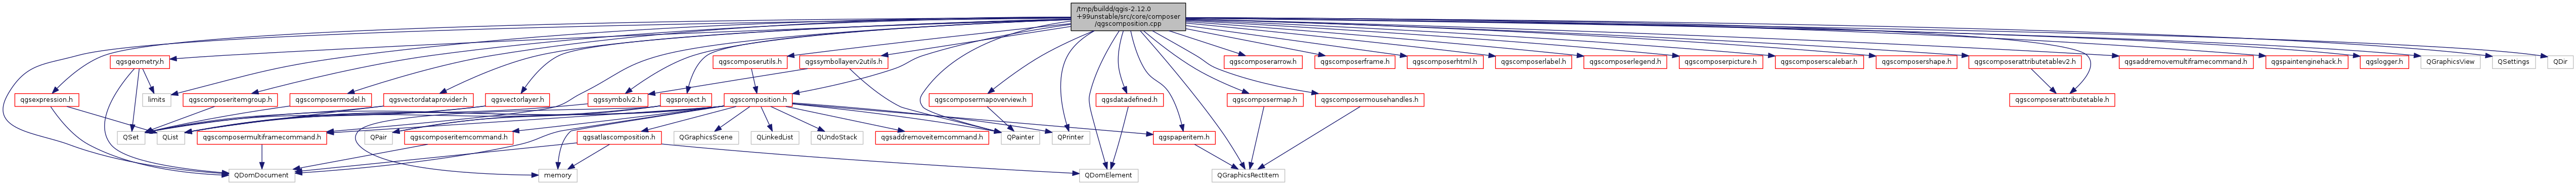 /tmp/buildd/qgis-2.12.0
+99unstable/src/core/composer
/qgscomposition.cpp
qgsgeometry.h
qgscomposerutils.h
qgssymbollayerv2utils.h
qgscomposerarrow.h
qgscomposerframe.h
qgscomposerhtml.h
qgscomposerlabel.h
qgscomposerlegend.h
qgscomposerpicture.h
qgscomposerscalebar.h
qgscomposershape.h
qgscomposerattributetablev2.h
qgsaddremovemultiframecommand.h
qgspaintenginehack.h
qgslogger.h
QGraphicsView
QSettings
QDir
qgsexpression.h
limits
qgscomposeritemgroup.h
qgscomposermodel.h
qgsvectordataprovider.h
qgsvectorlayer.h
qgssymbolv2.h
qgsproject.h
qgscomposition.h
qgscomposermapoverview.h
qgsdatadefined.h
qgscomposermap.h
qgscomposermousehandles.h
qgscomposerattributetable.h
QSet
QList
qgscomposermultiframecommand.h
QPair
qgscomposeritemcommand.h
qgsatlascomposition.h
QGraphicsScene
QLinkedList
QUndoStack
qgsaddremoveitemcommand.h
QPainter
QPrinter
qgspaperitem.h
QDomDocument
memory
QDomElement
QGraphicsRectItem